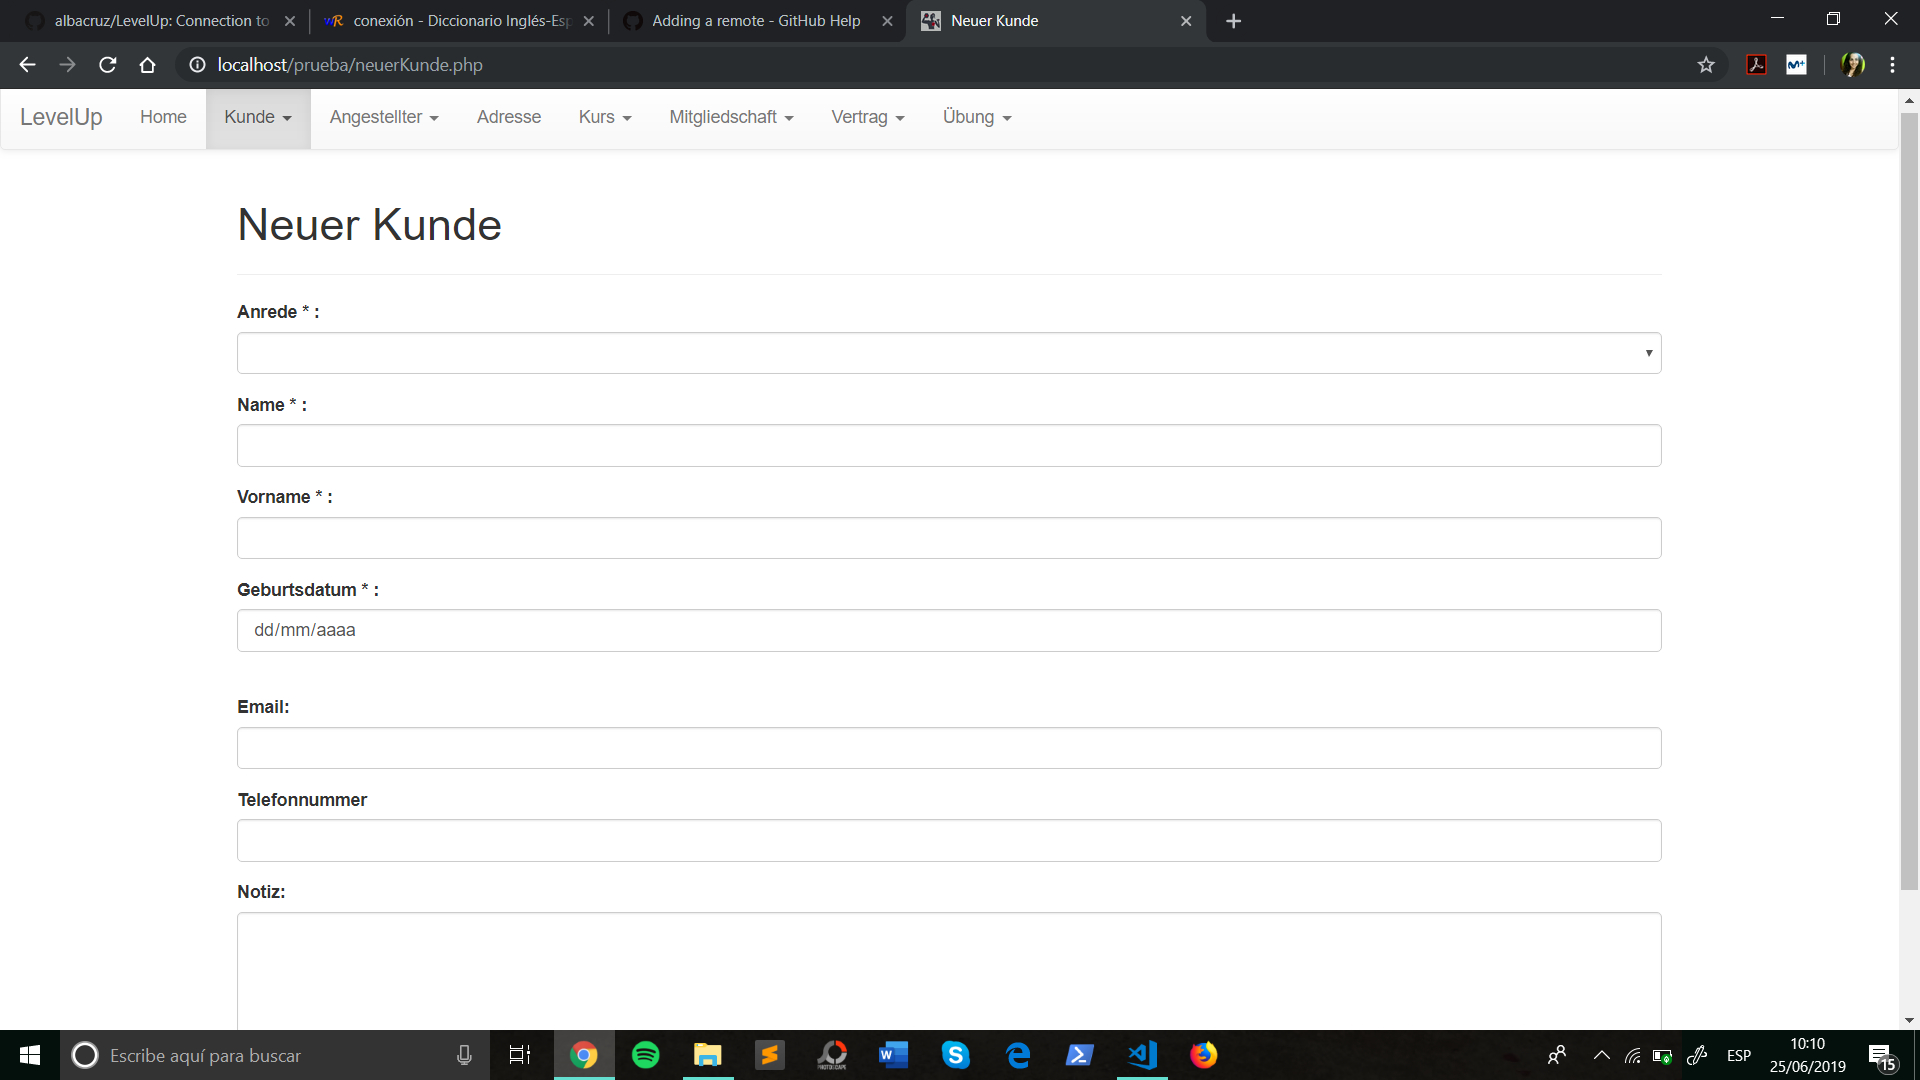 albacruz/LevelUp: Connection to
conexión - Diccionario Inglés-Esp
Adding a remote - GitHub Help
Neuer Kunde
localhost/prueba/neuerKunde.php
LevelUp Home Kunde Angestellter Adresse Kurs Mitgliedschaft Vertrag Übung
Neuer Kunde
Anrede * :
Name * :
Vorname * :
Geburtsdatum * :
dd/mm/aaaa
Email:
Telefonnummer
Notiz:
Escribe aquí para buscar
ESP
10:10
25/06/2019
15